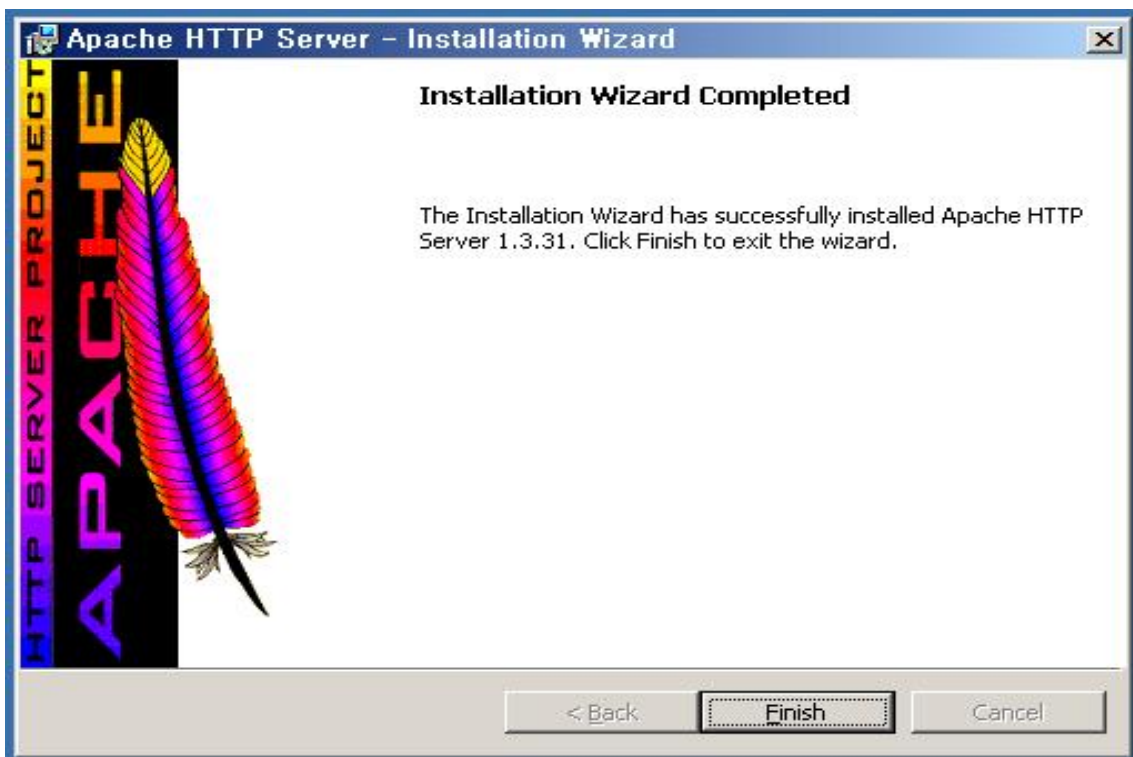 Apache HTTP Server - Installation Wizard
HTTP SERVER PROJECT
APACHE
Installation Wizard Completed
The Installation Wizard has successfully installed Apache HTTP
Server 1.3.31. Click Finish to exit the wizard.
< Back
Finish
Cancel